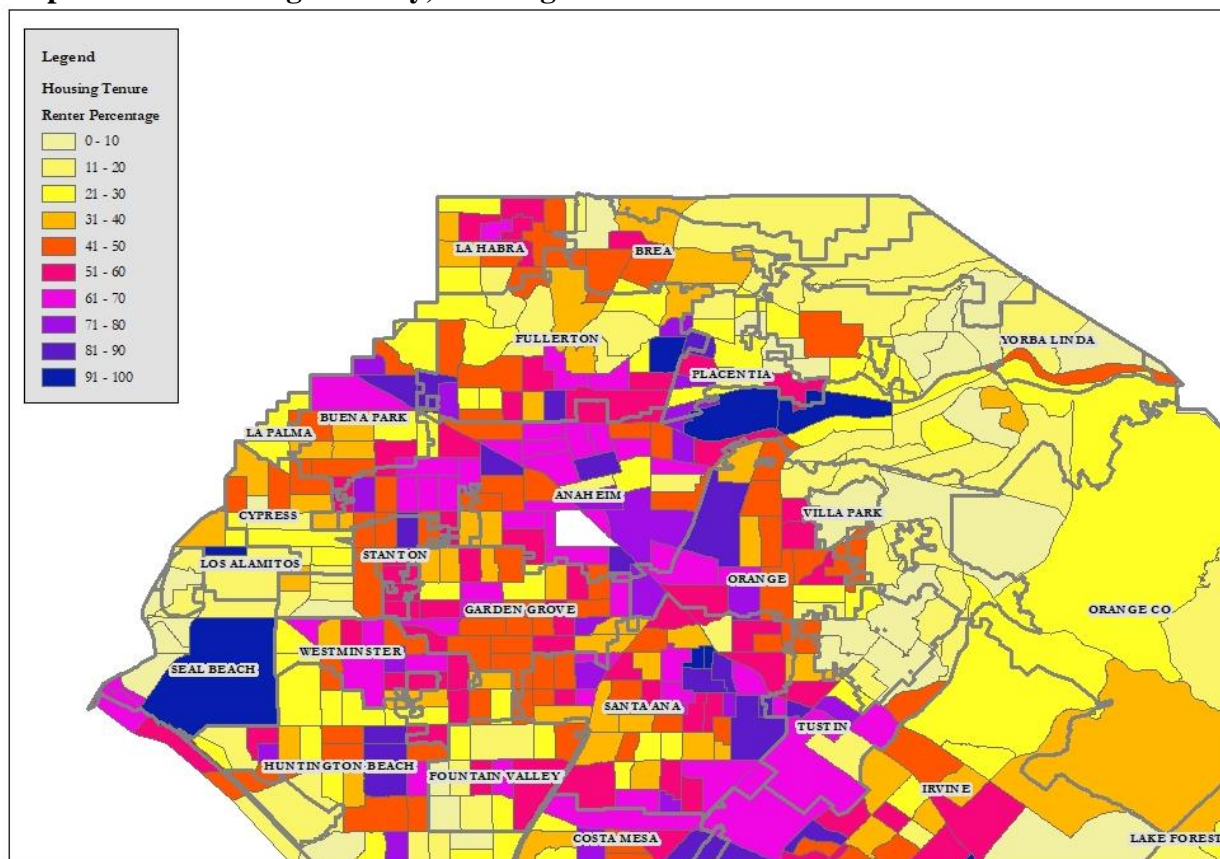 Legend
Housing Tenure
Renter Percentage
0 - 10
11 - 20
21 - 30
31 - 40
41 - 50
51 - 60
61 - 70
71 - 80
81 - 90
91 - 100
LA HABRA
BREA
FULLERTON
YORBA LINDA
PLACENTIA
BUENA PARK
LA PALMA
ANAHEIM
VILLA PARK
CYPRESS
STANTON
LOS ALAMITOS
ORANGE
GARDEN GROVE
ORANGE CO
WESTMINSTER
SEAL BEACH
SANTA ANA
TUSTIN
HUNTINGTON BEACH
FOUNTAIN VALLEY
IRVINE
COSTA MESA
LAKE FOREST